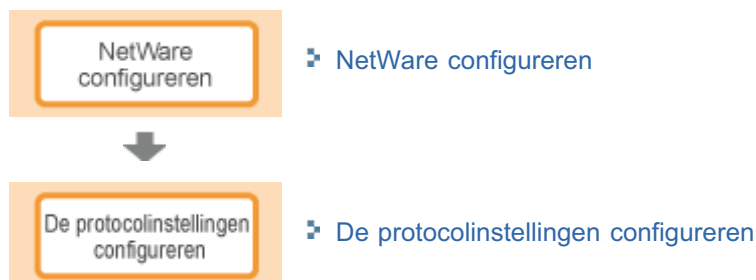 NetWare
configureren
NetWare configureren
De protocolinstellingen
configureren
De protocolinstellingen configureren